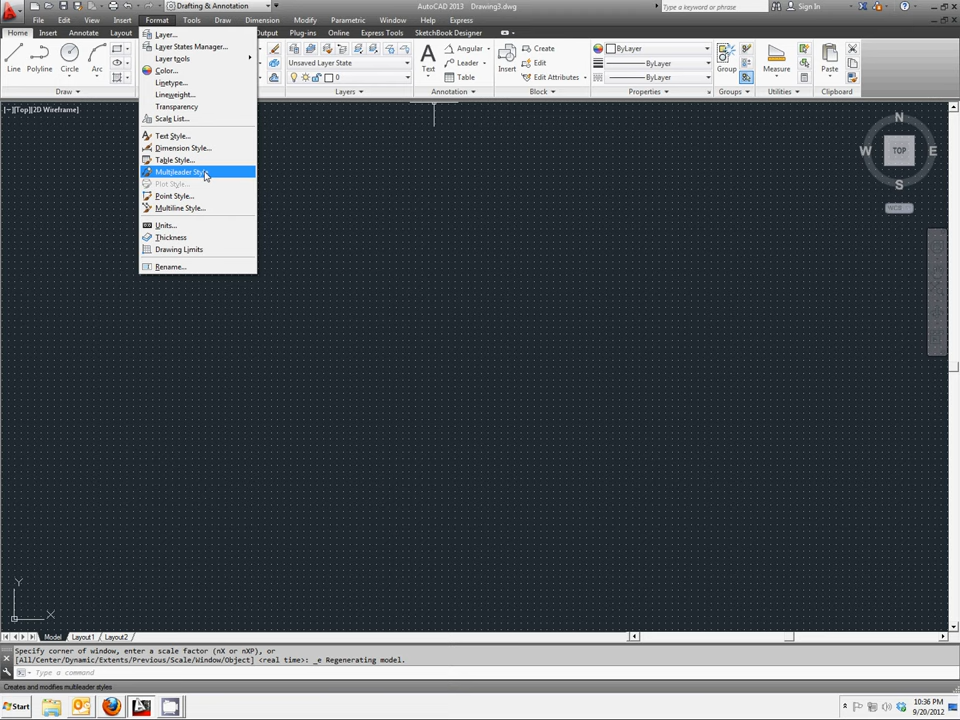 Drafting & Annotation
AutoCAD 2013 Drawing3.dwg
Type a keyword or phrase
Sign In
File Edit View Insert Format Tools Draw Dimension Modify Parametric Window Help Express
Home Insert Annotate Layout Output Plug-ins Online Express Tools SketchBook Designer
Line
Polyline
Circle
Arc
Draw
Layer...
Layer States Manager...
Layer tools
Color...
Linetype...
Lineweight...
Transparency
Scale List...
Text Style...
Dimension Style...
Table Style...
Multileader Style
Plot Style...
Point Style...
Multiline Style...
Units...
Thickness
Drawing Limits
Rename...
Unsaved Layer State
0
Layers
Text
Angular
Leader
Table
Annotation
Insert
Create
Edit
Edit Attributes
Block
ByLayer
ByLayer
ByLayer
Properties
Group
Groups
Measure
Utilities
Paste
Clipboard
[−][Top][2D Wireframe]
N
W
TOP
E
S
WCS
Y
X
Model Layout1 Layout2
Specify corner of window, enter a scale factor (nX or nXP), or
[All/Center/Dynamic/Extents/Previous/Scale/Window/Object] <real time>: _e Regenerating model.
Type a command
Creates and modifies multileader styles
Start
10:36 PM
9/20/2012